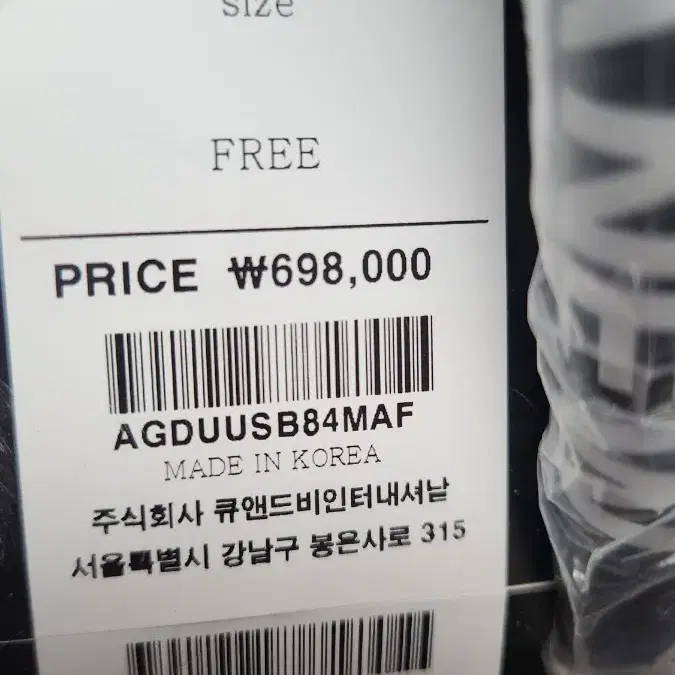 size
FREE
PRICE ₩698,000
AGDUUSB84MAF
MADE IN KOREA
주식회사 큐앤드비인터내셔날
서울특별시 강남구 봉은사로 315